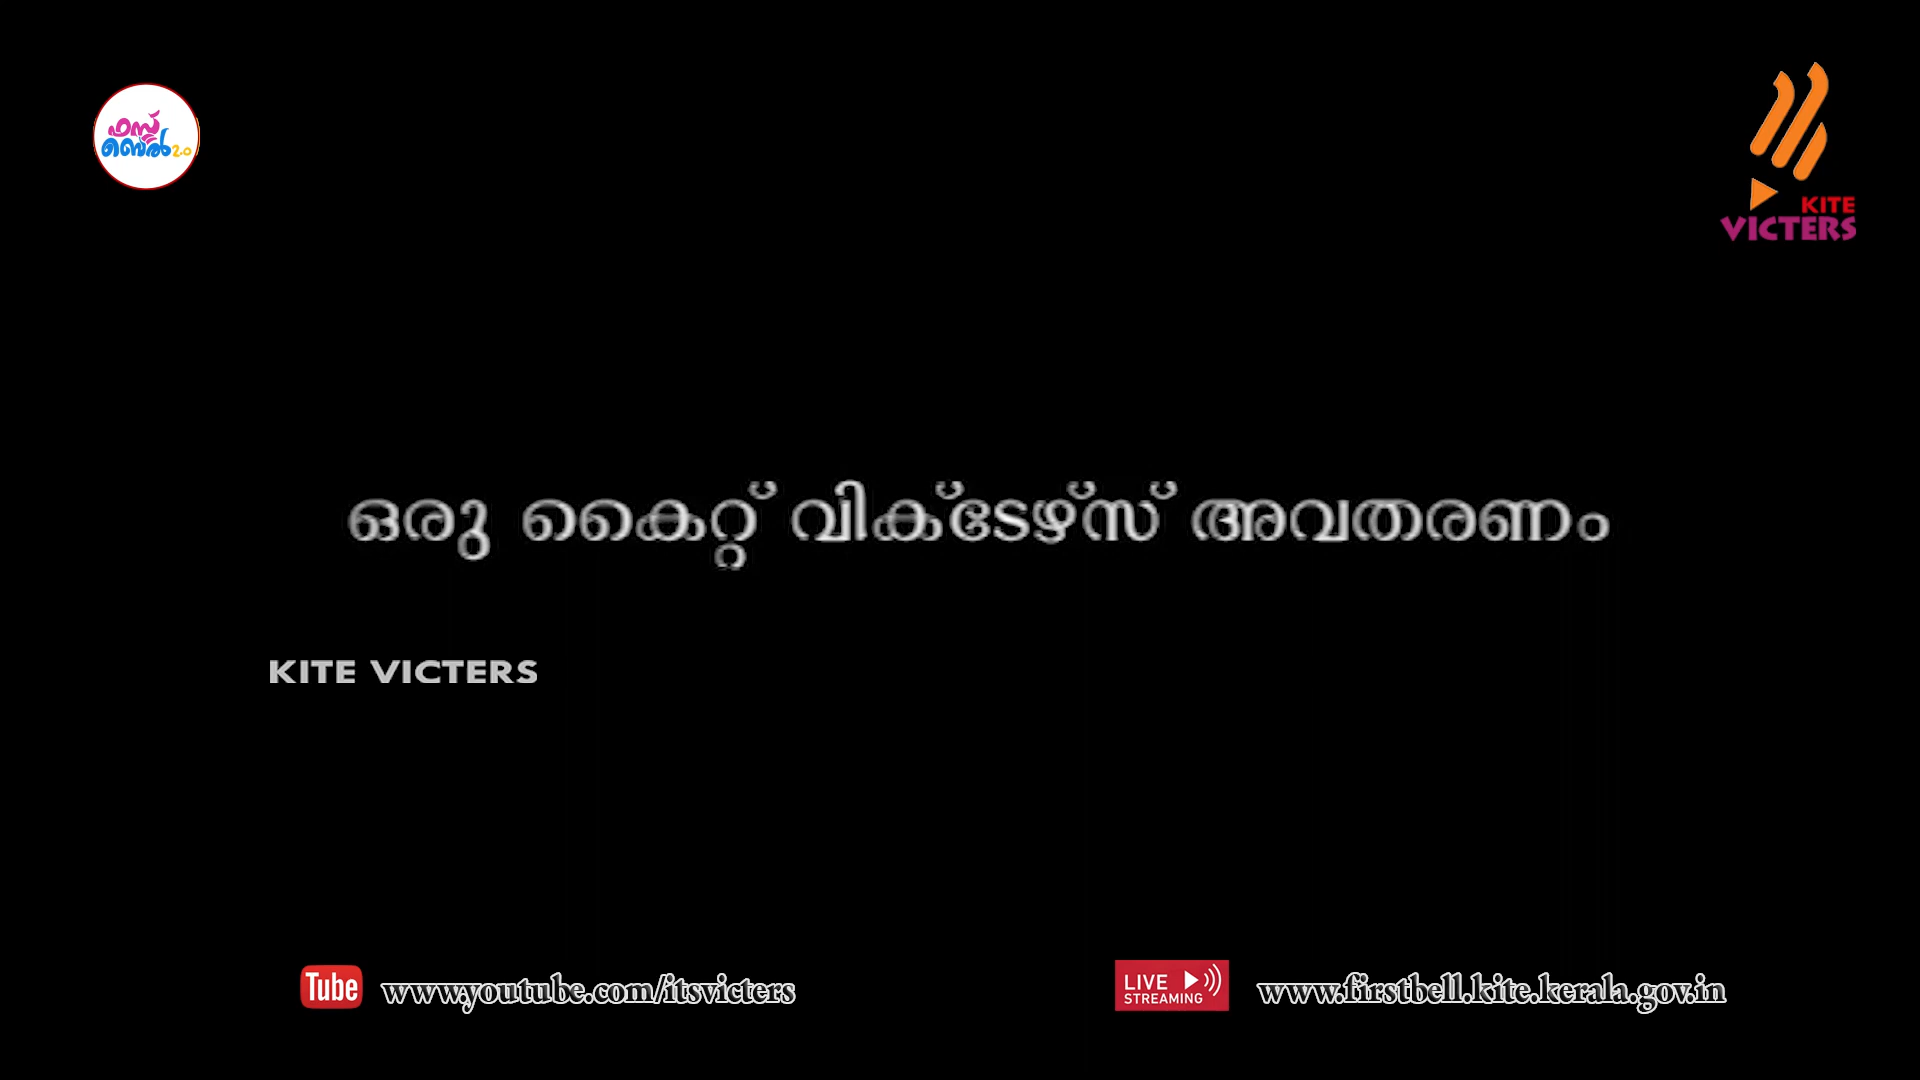 ഫസ്റ്റ്
ബെൽ 2.0
KITE
VICTERS
ഒരു കൈറ്റ് വിക്ടേഴ്സ് അവതരണം
KITE VICTERS
Tube www.youtube.com/itsvicters
LIVE
STREAMING www.firstbell.kite.kerala.gov.in